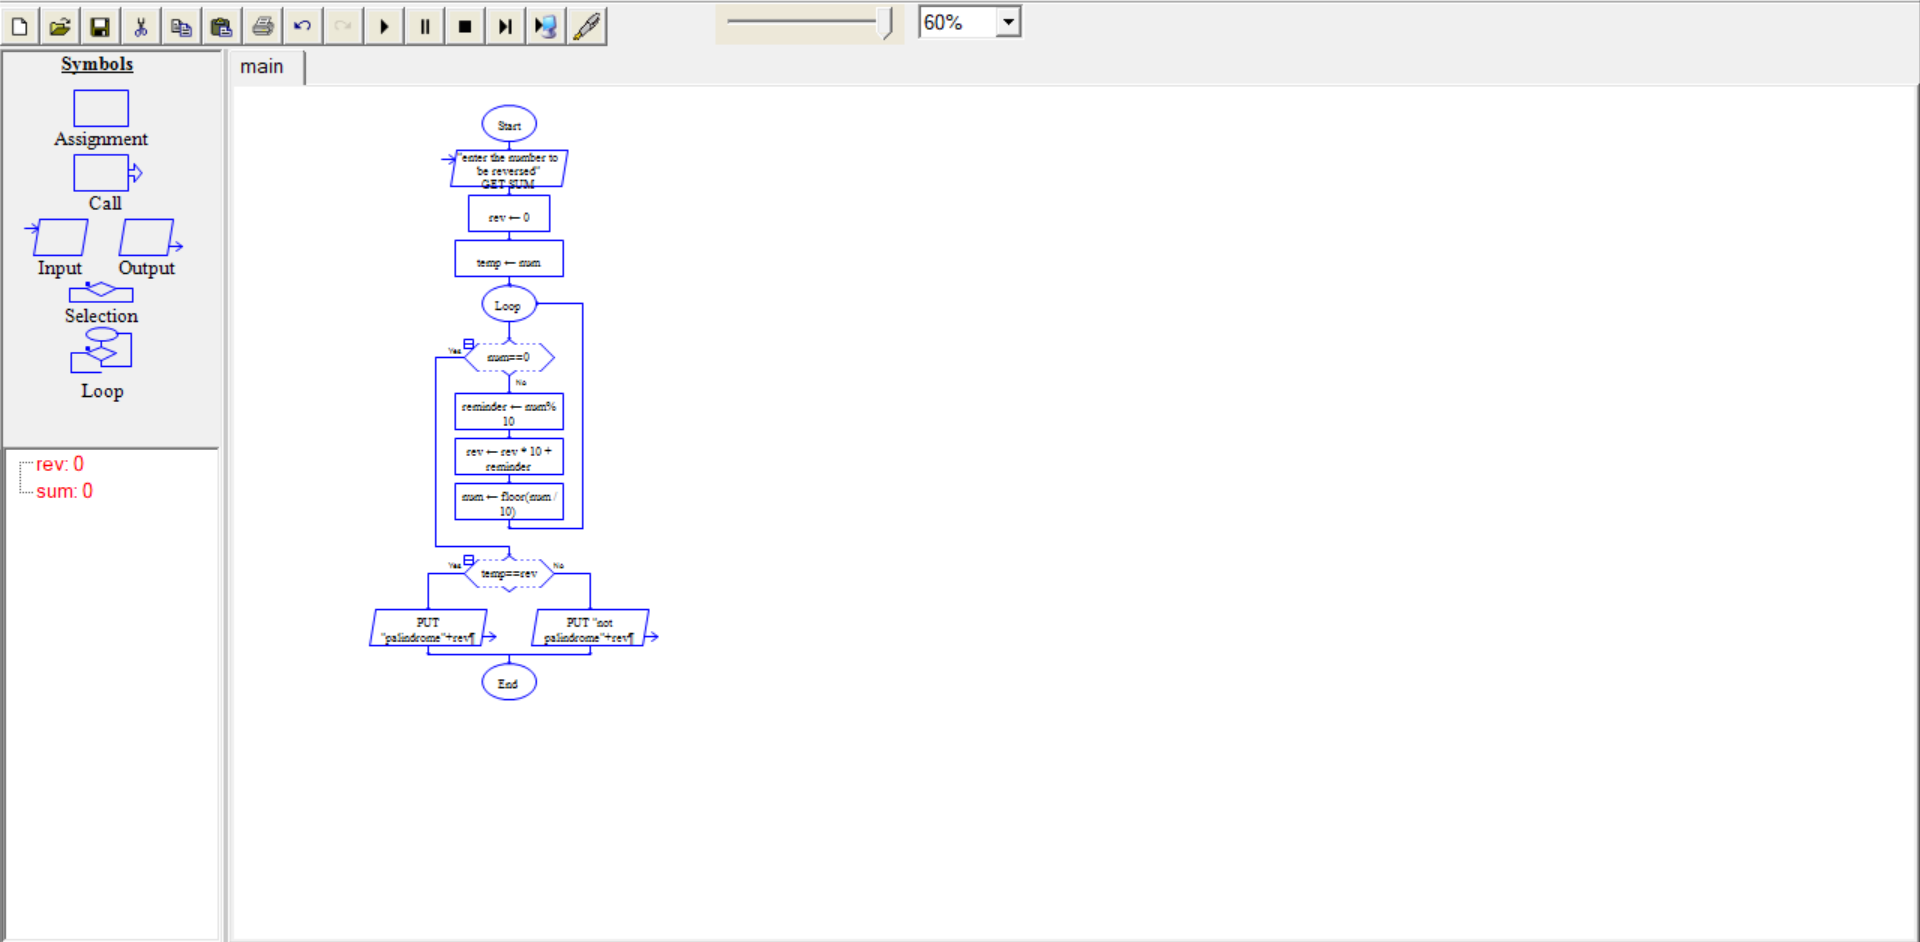 60%
Symbols
Assignment
Call
Input Output
Selection
Loop
rev: 0
sum: 0
main
Start
"enter the number to
be reversed"
GET SUM
rev ← 0
temp ← sum
Loop
Yes
sum==0
No
reminder ← sum%
10
rev ← rev * 10 +
reminder
sum ← floor(sum /
10)
Yes
temp==rev
No
PUT
"palindrome"+rev¶
PUT "not
palindrome"+rev¶
End